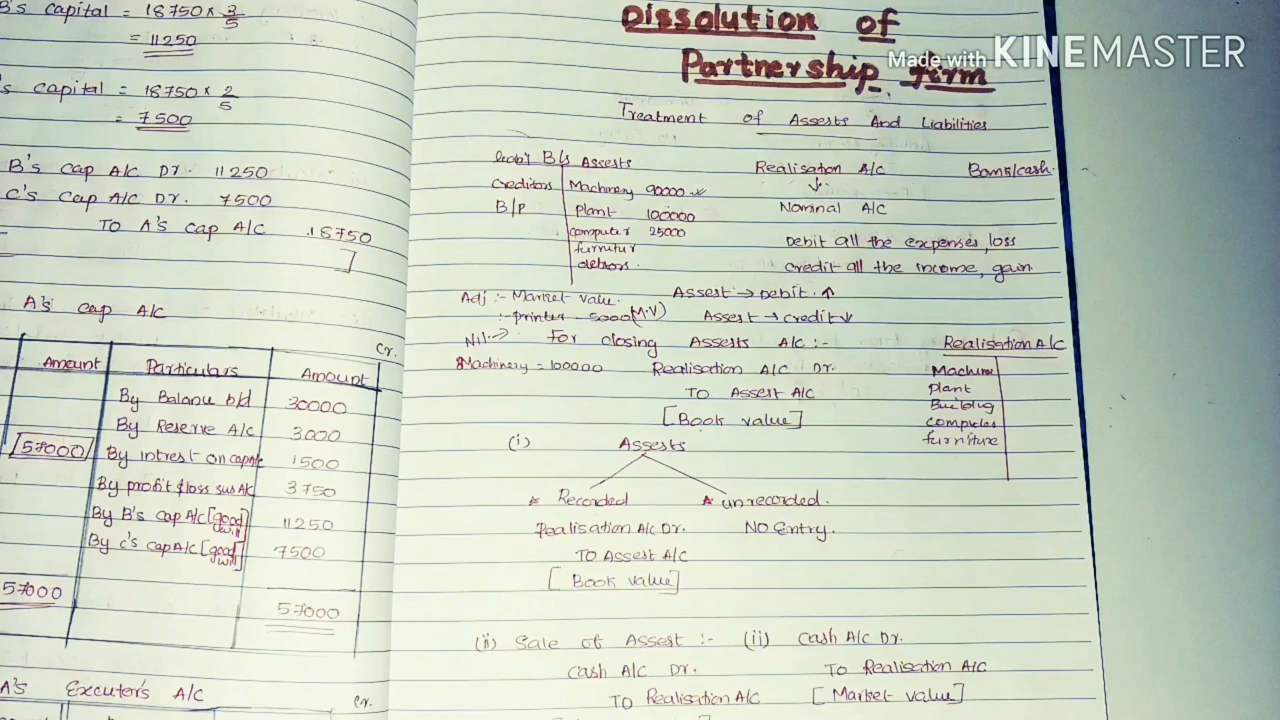 B's capital = 18750 × 3/5
= 11250
's capital = 18750 × 2/5
= 7500
B's cap A/C Dr. 11250
C's cap A/C Dr. 7500
TO A's cap A/C 18750
]
A's cap A/C
Cr.
Amount Particulars Amount
By Balance b/d 30000
By Reserve A/C 3000
57000 By intrest on cap A/c 1500
By profit & loss sus A/c 3750
By B's cap A/C [good will] 11250
By c's cap A/C [good will] 7500
57000
57000
A's Executer's A/C Cr.
Dissolution of
Partnership firm
Made with KINEMASTER
Treatment of Assests And Liabilities
B/s Assests Realisation A/C Bank/cash.
Creditors Machinery 90000
B/P Plant 100000 Nominal A/C
computer 25000
furnitur Debit all the expenses, loss
debtors. credit all the income, gain
Adj :- Market value. Assest → Debit. ↑
:- printer - 5000 (M.V) Assest → credit ↓
Nil → For closing Assests A/C :- Realisation A/C
Machinery = 100000 Realisation A/C Dr. Machine
TO Assest A/C plant
[Book value] Building
(i) Assests computer
furniture
* Recorded * unrecorded.
Realisation A/C Dr. NO Entry.
TO Assest A/C
[Book value]
(ii) Sale of Assest :- (ii) Cash A/C Dr.
cash A/C Dr. TO Realisation A/C
TO Realisation A/C [Market value]